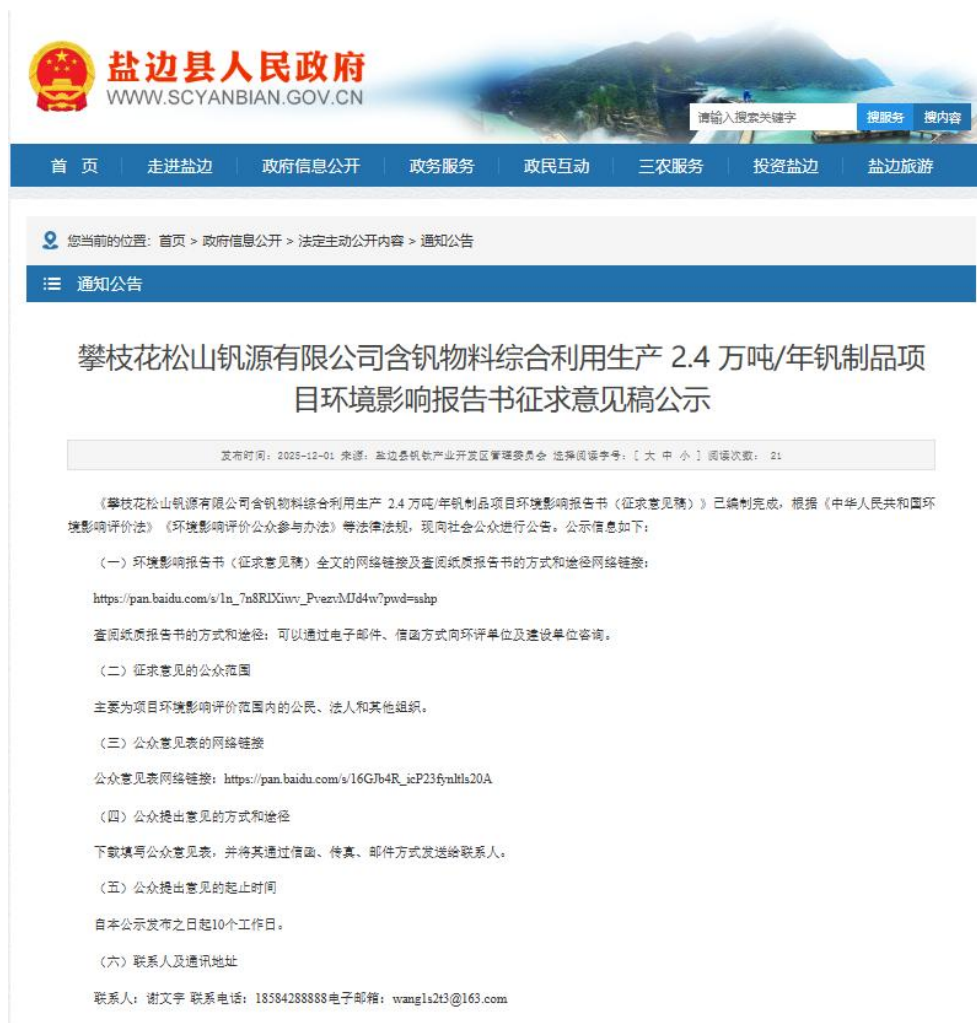 盐边县人民政府
WWW.SCYANBIAN.GOV.CN
请输入搜索关键字 搜服务 搜内容
首 页 走进盐边 政府信息公开 政务服务 政民互动 三农服务 投资盐边 盐边旅游
您当前的位置：首页 > 政府信息公开 > 法定主动公开内容 > 通知公告
通知公告
攀枝花松山钒源有限公司含钒物料综合利用生产 2.4 万吨/年钒制品项
目环境影响报告书征求意见稿公示
发布时间：2025-12-01 来源：盐边县钒钛产业开发区管理委员会 选择阅读字号：[ 大 中 小 ] 阅读次数： 21
《攀枝花松山钒源有限公司含钒物料综合利用生产 2.4万吨/年钒制品项目环境影响报告书（征求意见稿）》已编制完成，根据《中华人民共和国环
境影响评价法》《环境影响评价公众参与办法》等法律法规，现向社会公众进行公告。公示信息如下：
（一）环境影响报告书（征求意见稿）全文的网络链接及查阅纸质报告书的方式和途径网络链接：
https://pan.baidu.com/s/1n_7n8RlXiwv_PvezvMJd4w?pwd=sshp
查阅纸质报告书的方式和途径：可以通过电子邮件、信函方式向环评单位及建设单位咨询。
（二）征求意见的公众范围
主要为项目环境影响评价范围内的公民、法人和其他组织。
（三）公众意见表的网络链接
公众意见表网络链接：https://pan.baidu.com/s/16GJb4R_icP23fynltls20A
（四）公众提出意见的方式和途径
下载填写公众意见表，并将其通过信函、传真、邮件方式发送给联系人。
（五）公众提出意见的起止时间
自本公示发布之日起10个工作日。
（六）联系人及通讯地址
联系人：谢文宇 联系电话：18584288888电子邮箱：wang1s2t3@163.com